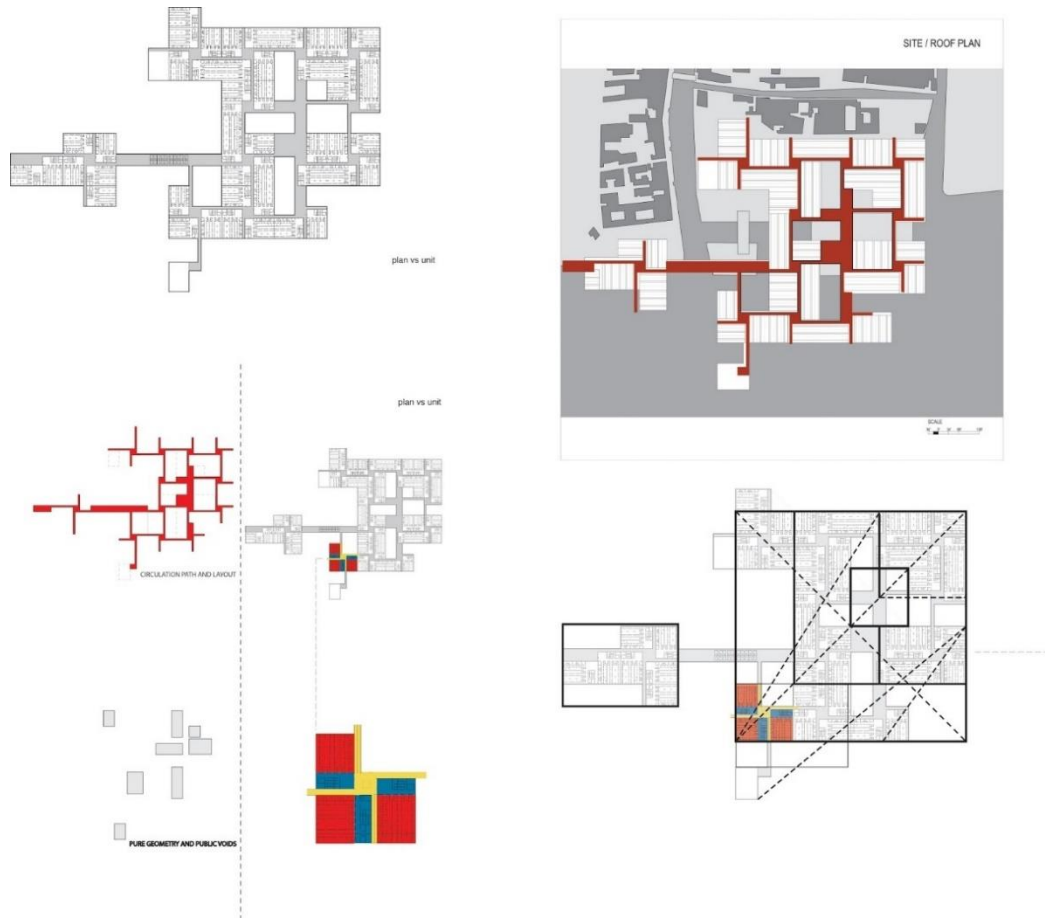 SITE / ROOF PLAN
plan vs unit
plan vs unit
SCALE
CIRCULATION PATH AND LAYOUT
PURE GEOMETRY AND PUBLIC VOIDS